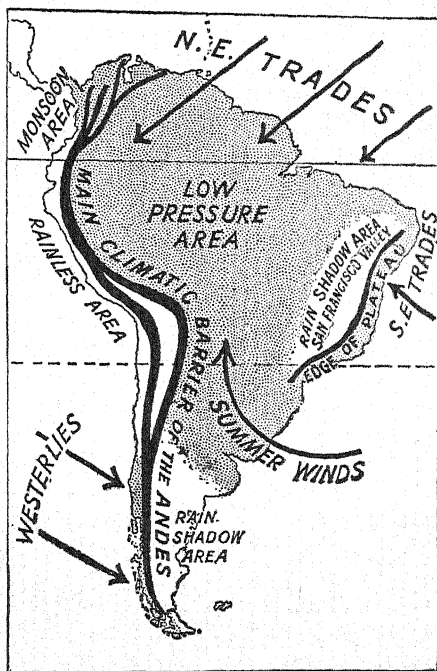 N. E. TRADES
MONSOON
AREA
MAIN CLIMATIC BARRIER OF THE ANDES
LOW
PRESSURE
AREA
RAINLESS AREA
RAIN SHADOW AREA
SAN FRANCISCO VALLEY
EDGE OF PLATEAU
S.E. TRADES
SUMMER WINDS
WESTERLIES
RAIN-
SHADOW
AREA